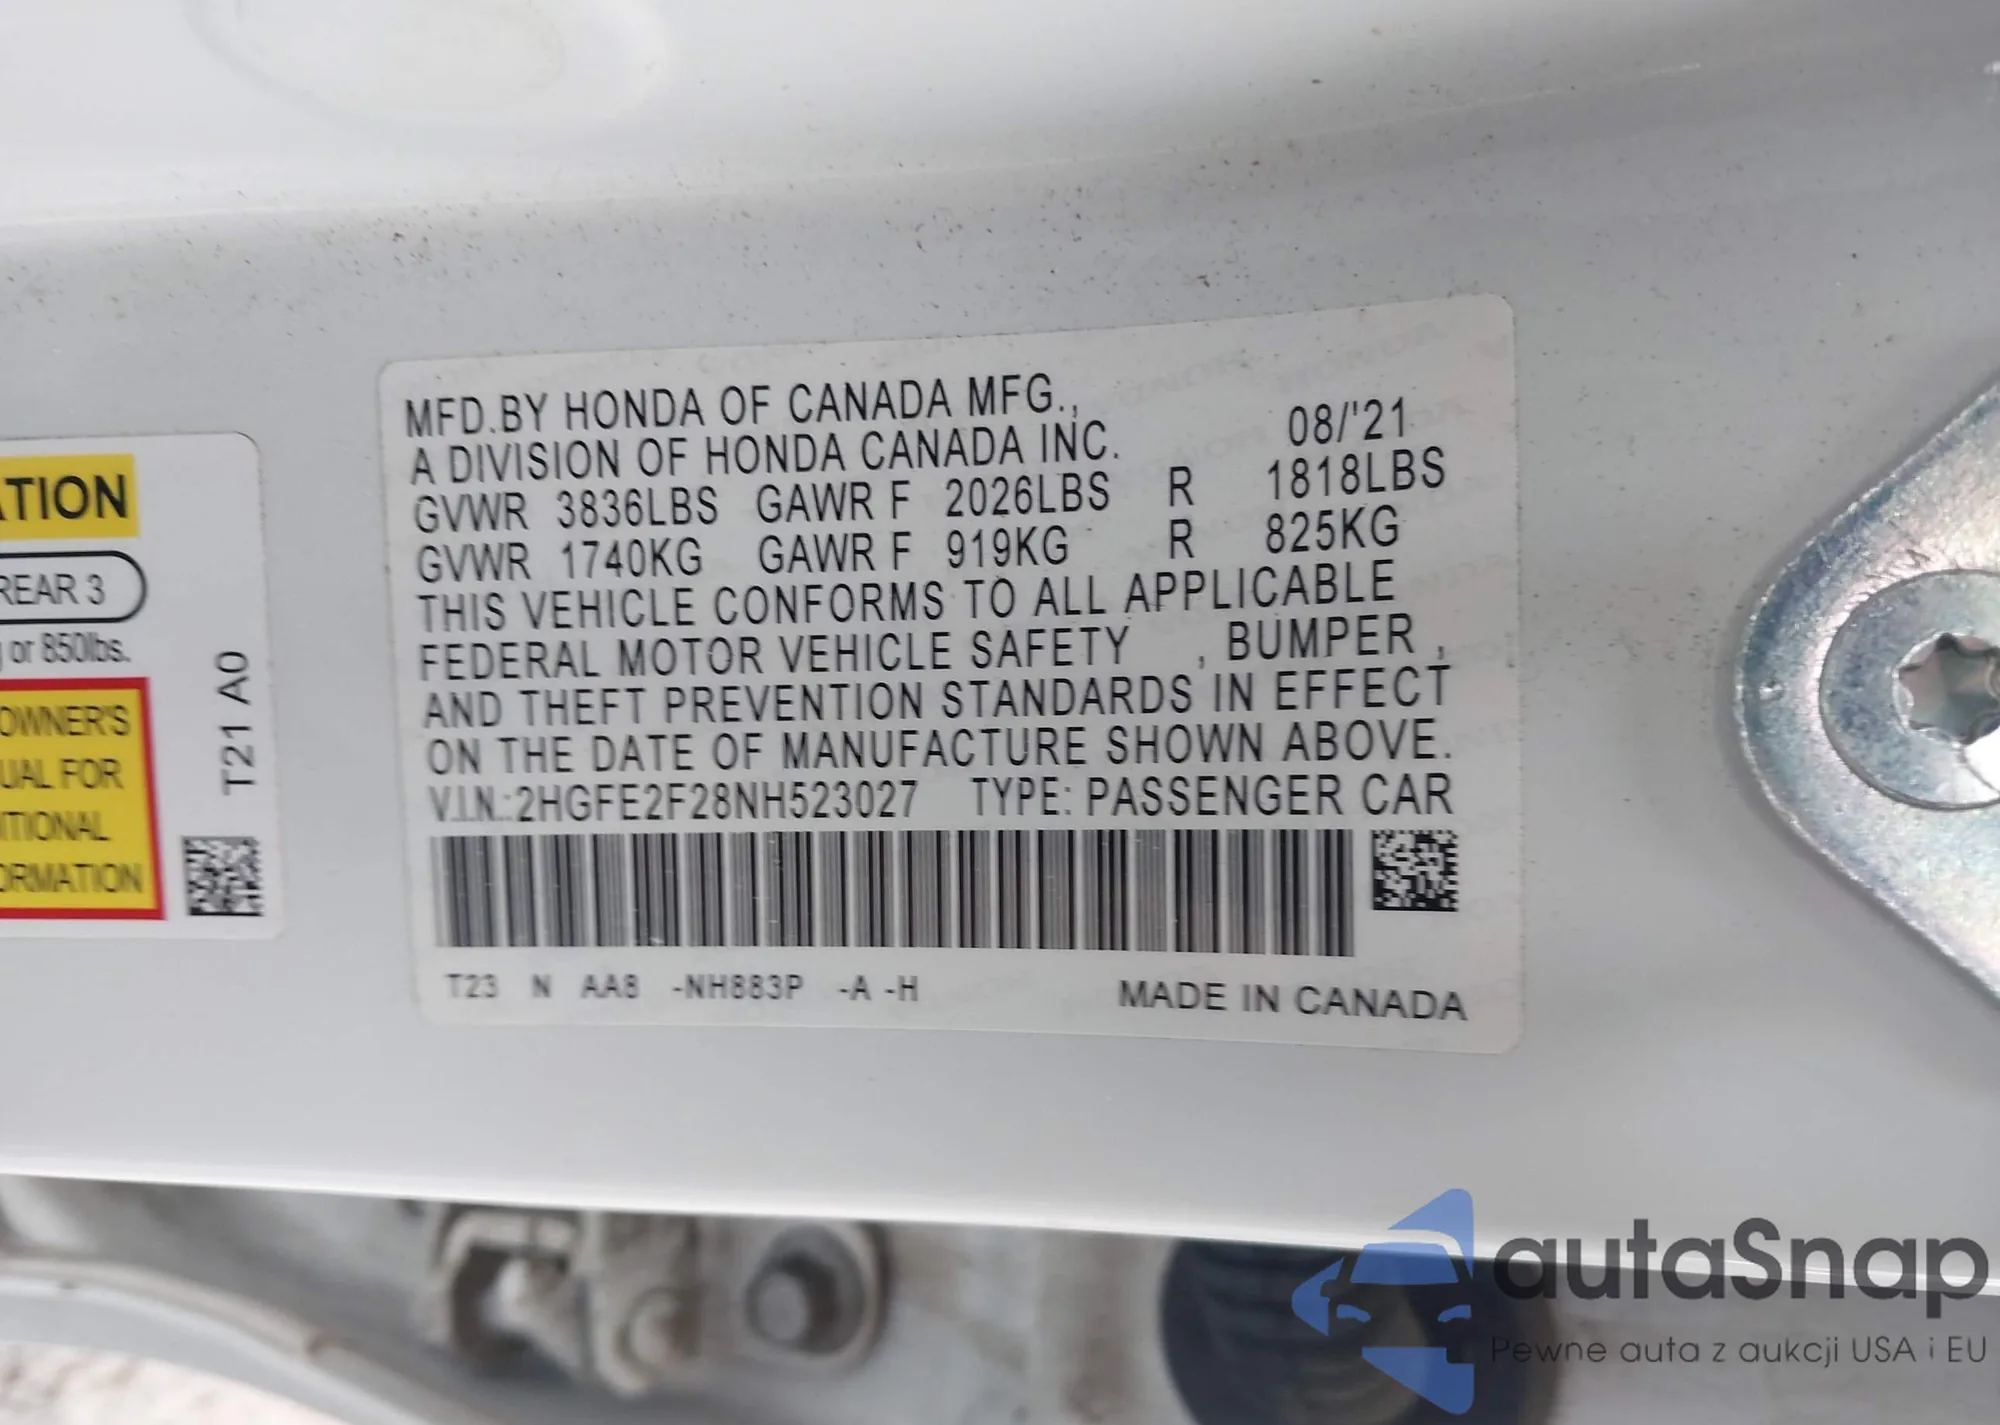 ATION
REAR 3
or 850lbs.
OWNER'S
UAL FOR
ITIONAL
ORMATION
T21 A0
MFD.BY HONDA OF CANADA MFG.,
A DIVISION OF HONDA CANADA INC. 08/'21
GVWR 3836LBS GAWR F 2026LBS R 1818LBS
GVWR 1740KG GAWR F 919KG R 825KG
THIS VEHICLE CONFORMS TO ALL APPLICABLE
FEDERAL MOTOR VEHICLE SAFETY , BUMPER ,
AND THEFT PREVENTION STANDARDS IN EFFECT
ON THE DATE OF MANUFACTURE SHOWN ABOVE.
V.I.N.:2HGFE2F28NH523027 TYPE: PASSENGER CAR
T23 N AA8 -NH883P -A -H MADE IN CANADA
autaSnap
Pewne auta z aukcji USA i EU